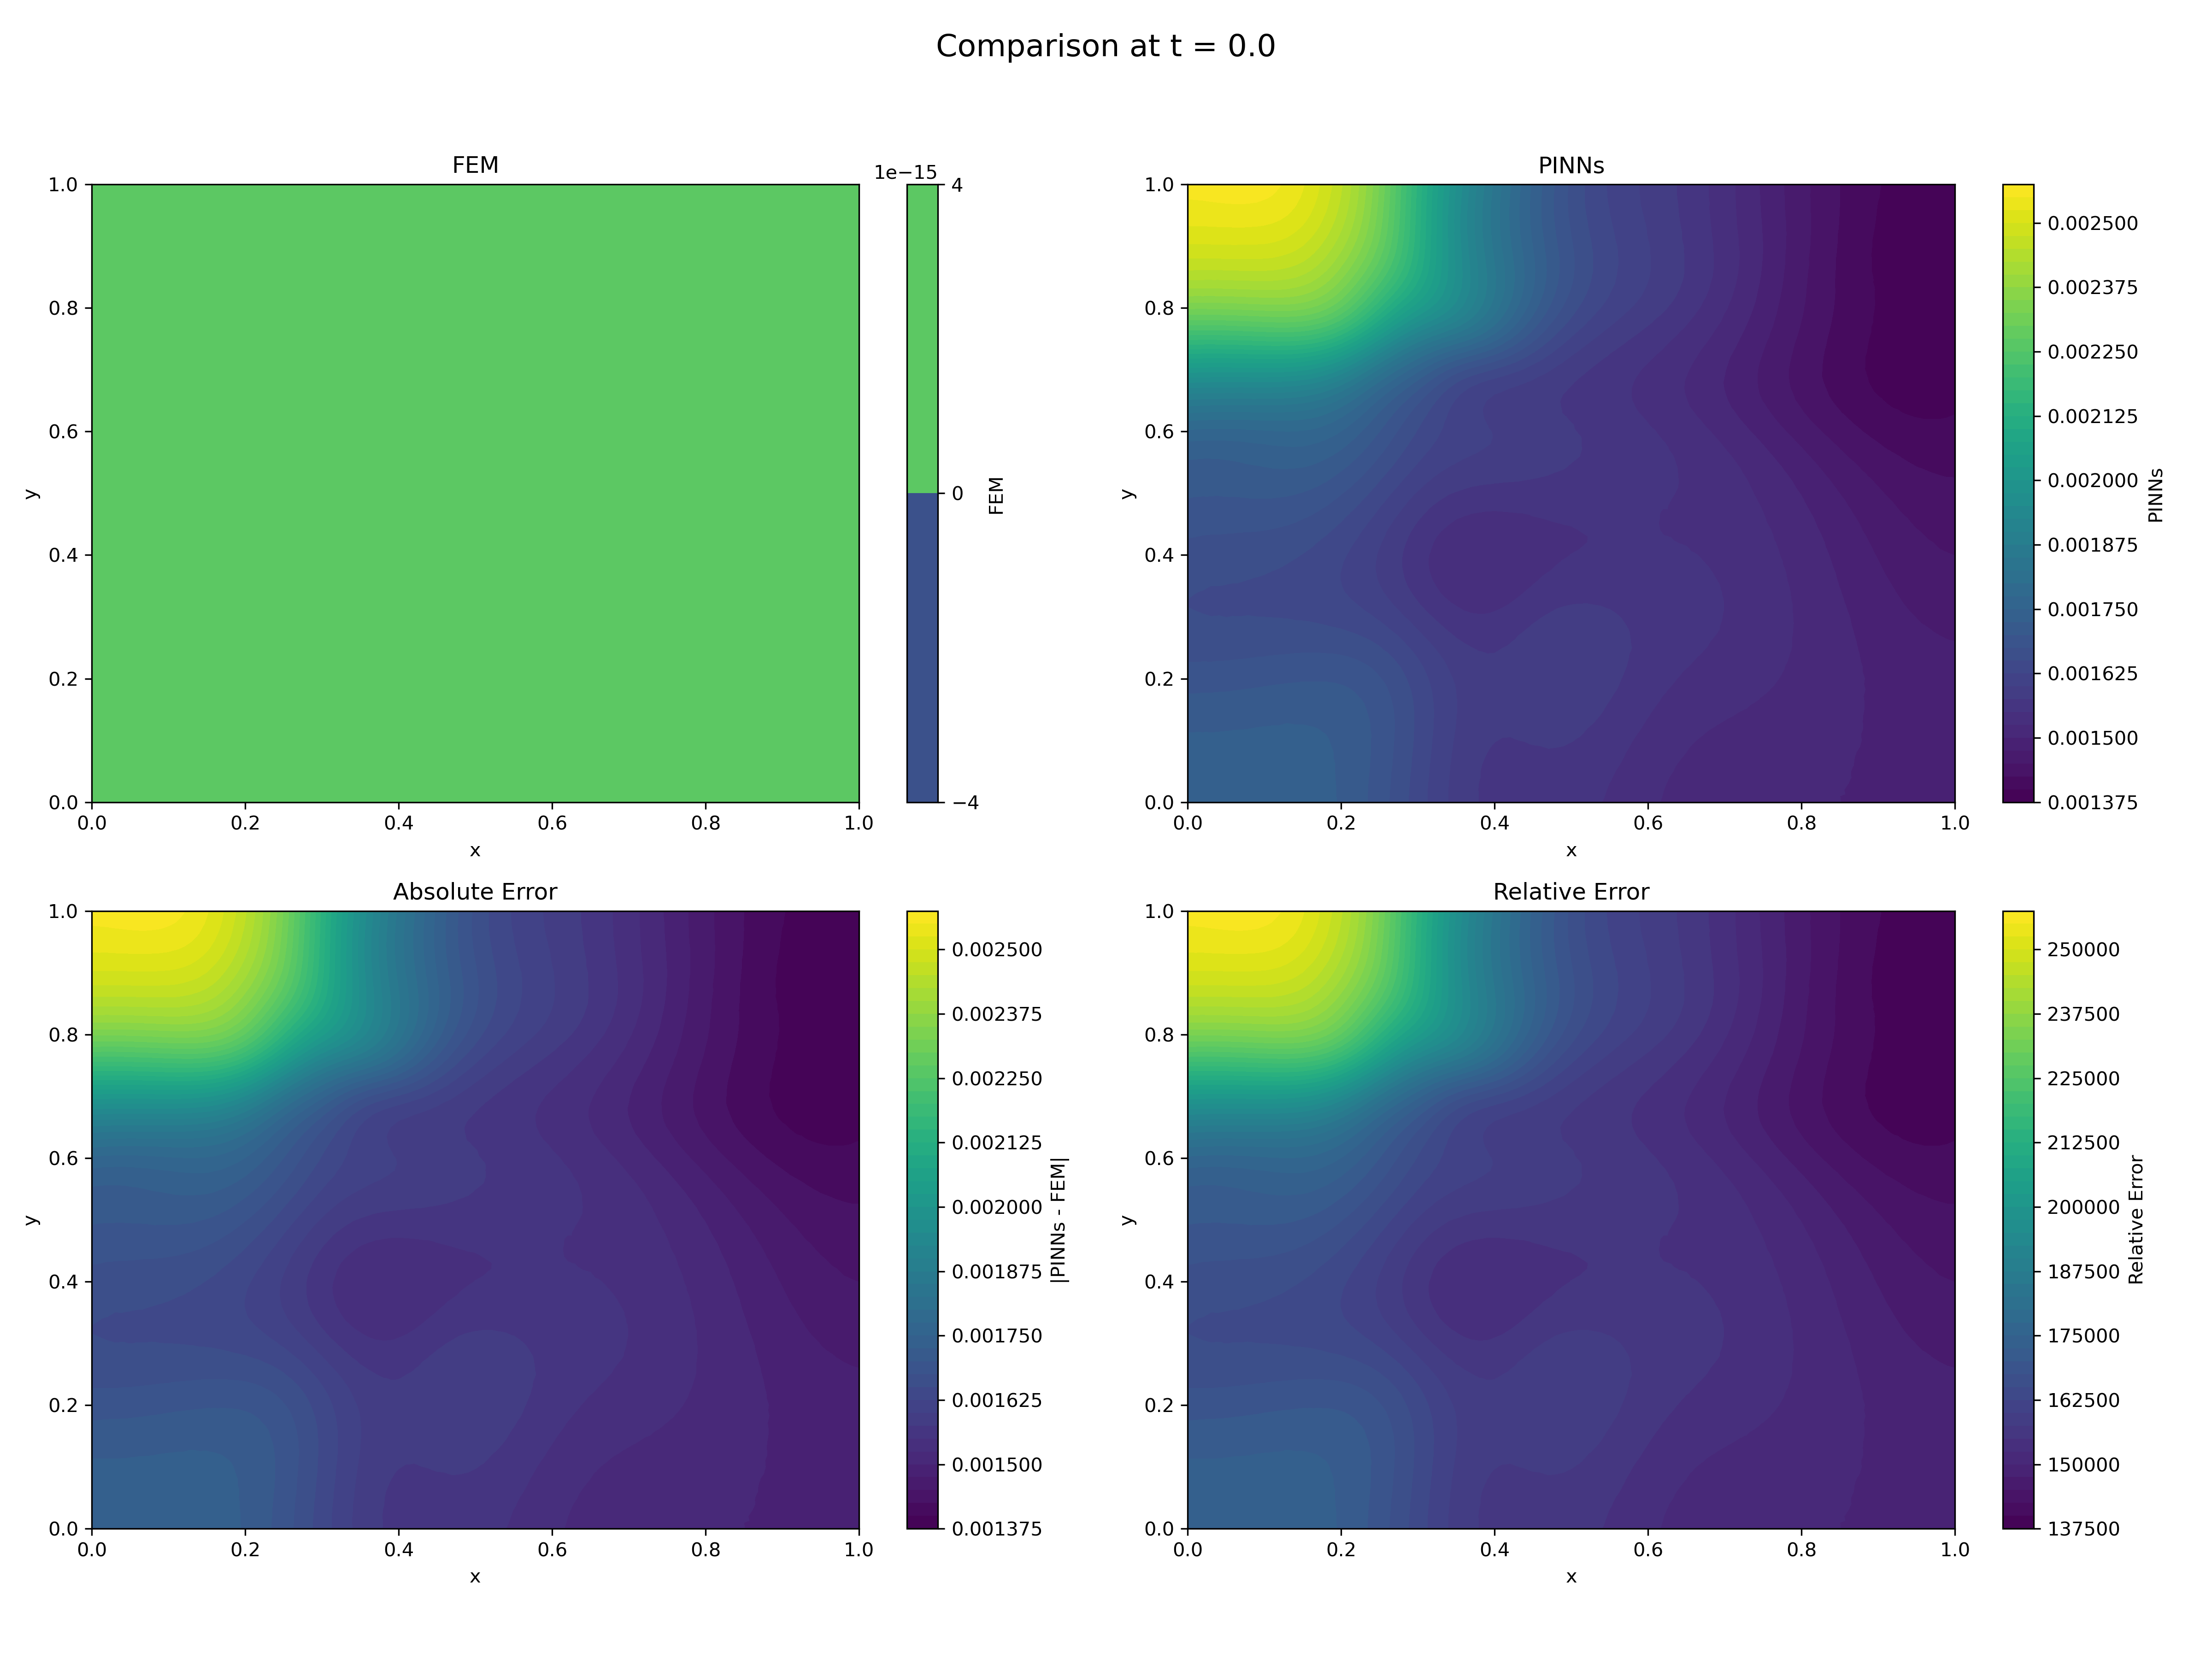 Comparison at t = 0.0
FEM
1.0
0.8
0.6
0.4
0.2
0.0
y
0.0 0.2 0.4 0.6 0.8 1.0
x
1e−15
4
0
−4
FEM
PINNs
1.0
0.8
0.6
0.4
0.2
0.0
y
0.0 0.2 0.4 0.6 0.8 1.0
x
0.002500
0.002375
0.002250
0.002125
0.002000
0.001875
0.001750
0.001625
0.001500
0.001375
PINNs
Absolute Error
1.0
0.8
0.6
0.4
0.2
0.0
y
0.0 0.2 0.4 0.6 0.8 1.0
x
0.002500
0.002375
0.002250
0.002125
0.002000
0.001875
0.001750
0.001625
0.001500
0.001375
|PINNs - FEM|
Relative Error
1.0
0.8
0.6
0.4
0.2
0.0
y
0.0 0.2 0.4 0.6 0.8 1.0
x
250000
237500
225000
212500
200000
187500
175000
162500
150000
137500
Relative Error